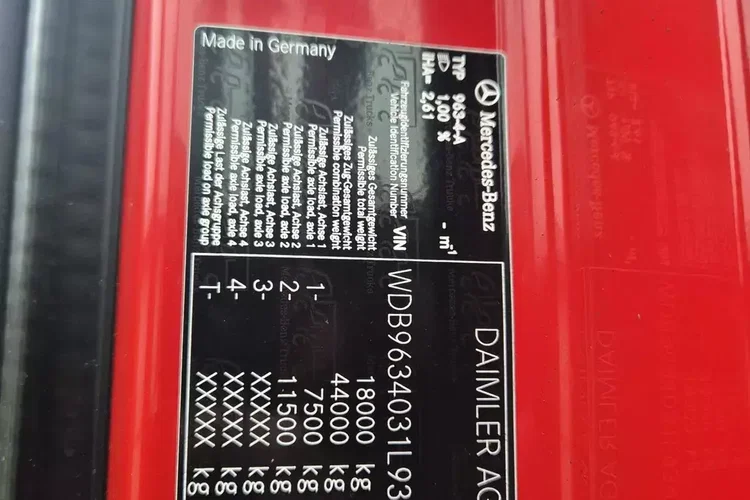 Mercedes-Benz DAIMLER AG
TYP 963-4-A
1,00 % - m⁻¹
IHA= 2,61
Fahrzeugidentifizierungsnummer
Vehicle Identification Number VIN WDB9634031L93
Zulässiges Gesamtgewicht
Permissible total weight 18000 kg
Zulässiges Zug-Gesamtgewicht
Permissible combination weight 44000 kg
Zulässige Achslast, Achse 1
Permissible axle load, axle 1 1- 7500 kg
Zulässige Achslast, Achse 2
Permissible axle load, axle 2 2- 11500 kg
Zulässige Achslast, Achse 3
Permissible axle load, axle 3 3- XXXXX kg
Zulässige Achslast, Achse 4
Permissible axle load, axle 4 4- XXXXX kg
Zulässige Last der Achsgruppe
Permissible load on axle group T- XXXXX kg
Made in Germany